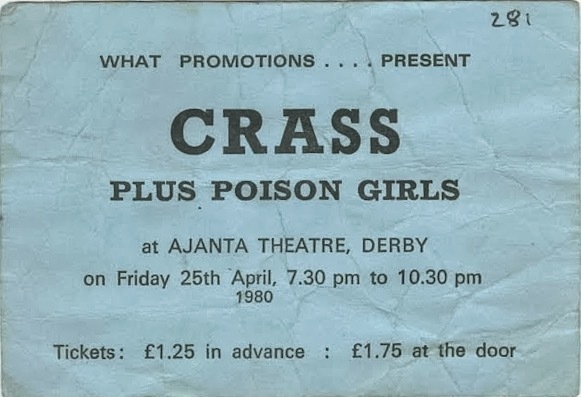 281
WHAT PROMOTIONS .... PRESENT
CRASS
PLUS POISON GIRLS
at AJANTA THEATRE, DERBY
on Friday 25th April, 7.30 pm to 10.30 pm
1980
Tickets: £1.25 in advance : £1.75 at the door